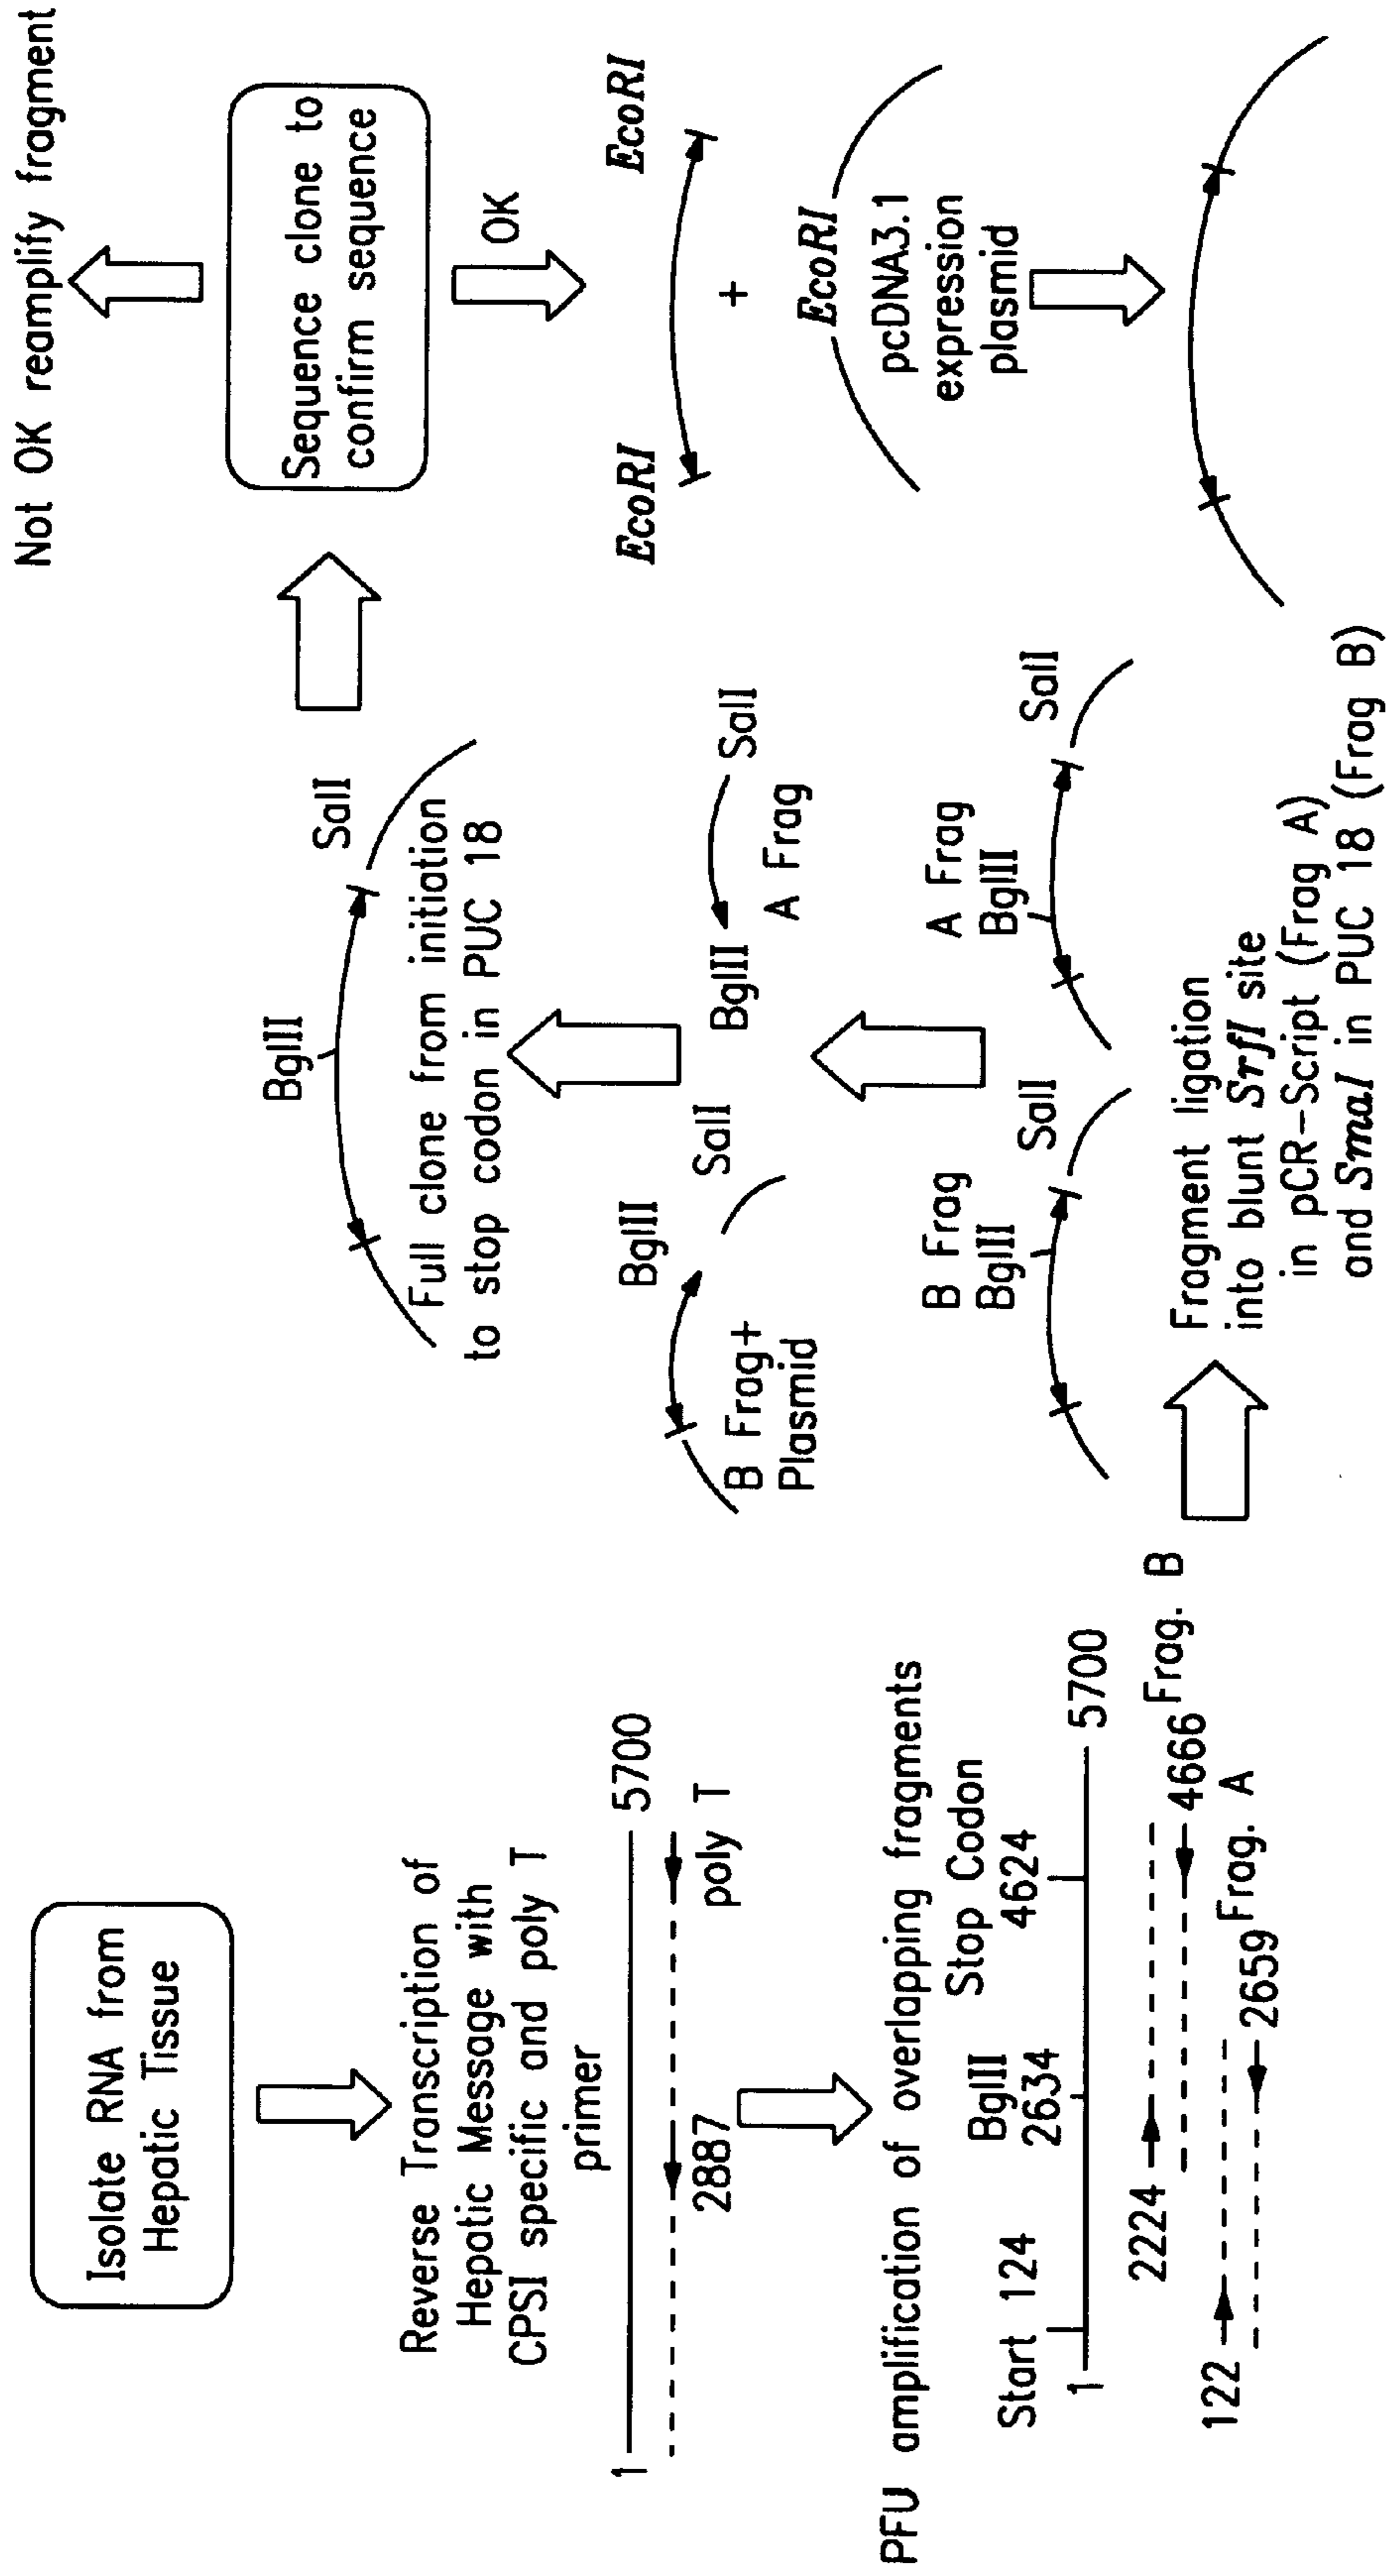 Isolate RNA from
Hepatic Tissue
Reverse Transcription of
Hepatic Message with
CPSI specific and poly T
primer
1
5700
2887
poly T
PFU amplification of overlapping fragments
Stop Codon
Start 124
BglII
2634
4624
1
5700
2224
4666
Frag. B
122
2659
Frag. A
Fragment ligation
into blunt SrfI site
in pCR-Script (Frag A)
and SmaI in PUC 18 (Frag B)
B Frag
BglII
SalI
A Frag
BglII
SalI
BglII
SalI
B Frag+
Plasmid
BglII
SalI
A Frag
BglII
SalI
Full clone from initiation
to stop codon in PUC 18
Not OK reamplify fragment
Sequence clone to
confirm sequence
OK
EcoRI
EcoRI
+
EcoRI
pcDNA3.1
expression
plasmid